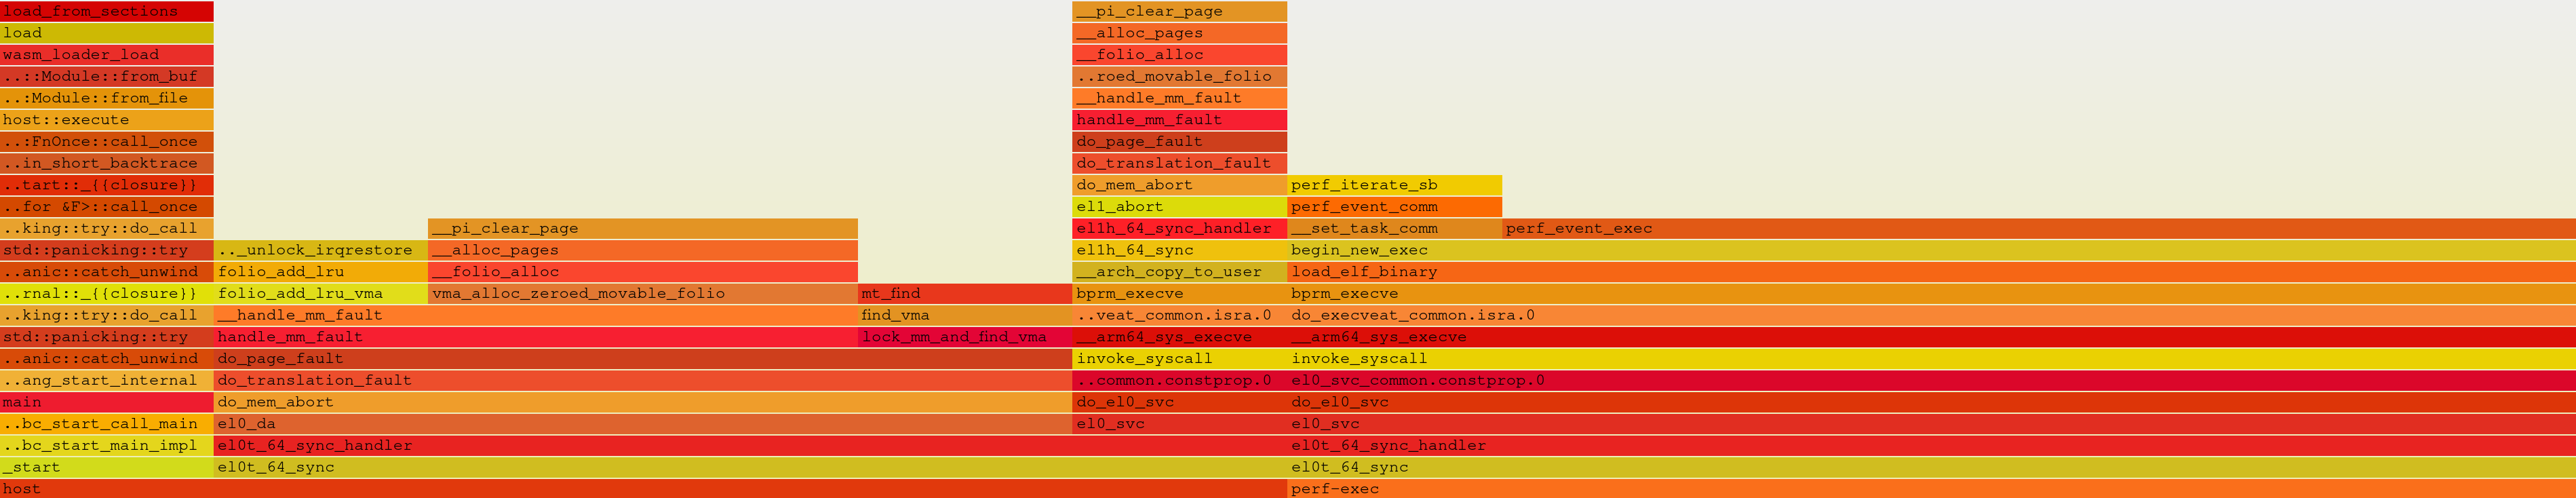 load_from_sections __pi_clear_page
load __alloc_pages
wasm_loader_load __folio_alloc
..::Module::from_buf ..roed_movable_folio
..:Module::from_file __handle_mm_fault
host::execute handle_mm_fault
..:FnOnce::call_once do_page_fault
..in_short_backtrace do_translation_fault
..tart::_{{closure}} do_mem_abort perf_iterate_sb
..for &F>::call_once el1_abort perf_event_comm
..king::try::do_call __pi_clear_page el1h_64_sync_handler __set_task_comm perf_event_exec
std::panicking::try .._unlock_irqrestore __alloc_pages el1h_64_sync begin_new_exec
..anic::catch_unwind folio_add_lru __folio_alloc __arch_copy_to_user load_elf_binary
..rnal::_{{closure}} folio_add_lru_vma vma_alloc_zeroed_movable_folio mt_find bprm_execve bprm_execve
..king::try::do_call __handle_mm_fault find_vma ..veat_common.isra.0 do_execveat_common.isra.0
std::panicking::try handle_mm_fault lock_mm_and_find_vma __arm64_sys_execve __arm64_sys_execve
..anic::catch_unwind do_page_fault invoke_syscall invoke_syscall
..ang_start_internal do_translation_fault ..common.constprop.0 el0_svc_common.constprop.0
main do_mem_abort do_el0_svc do_el0_svc
..bc_start_call_main el0_da el0_svc el0_svc
..bc_start_main_impl el0t_64_sync_handler el0t_64_sync_handler
_start el0t_64_sync el0t_64_sync
host perf-exec